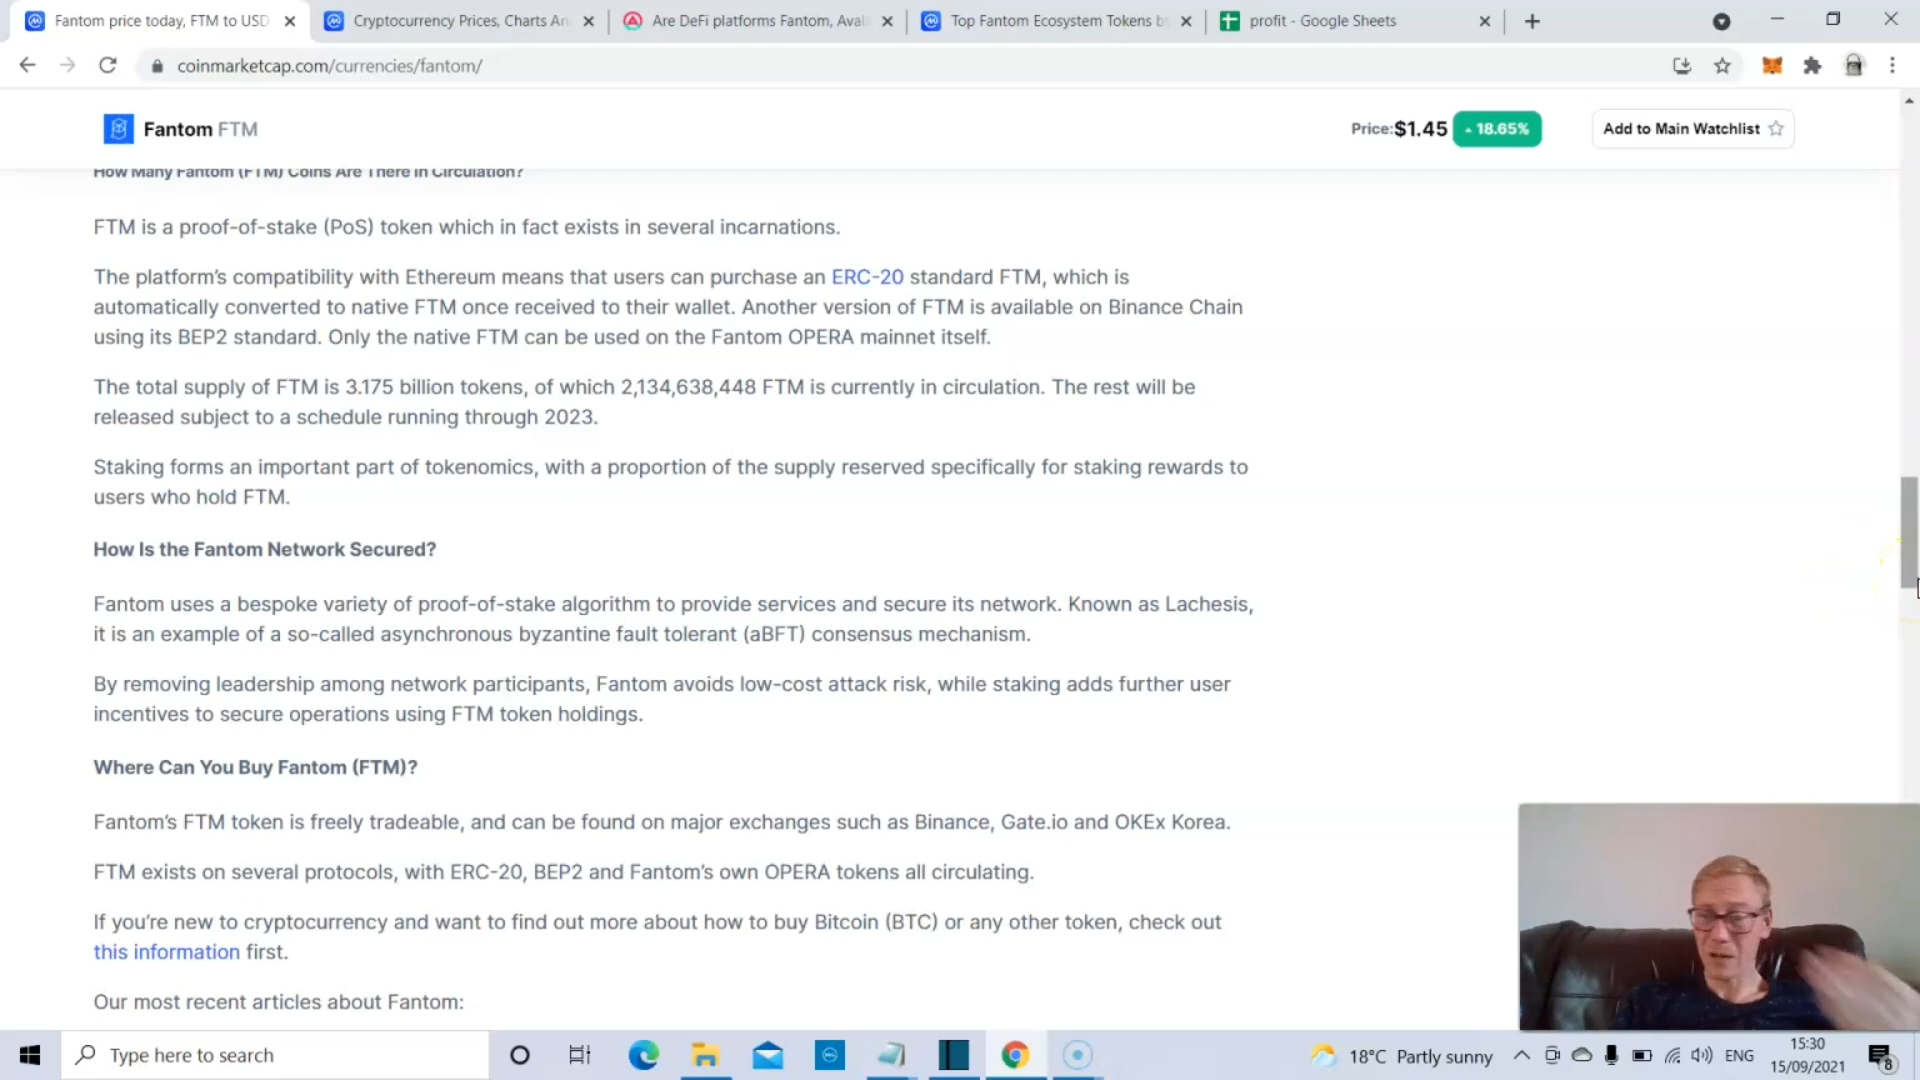 Fantom price today, FTM to USD
Cryptocurrency Prices, Charts An
Are DeFi platforms Fantom, Aval
Top Fantom Ecosystem Tokens b
profit - Google Sheets
coinmarketcap.com/currencies/fantom/
Fantom FTM
Price:$1.45
18.65%
Add to Main Watchlist
How Many Fantom (FTM) Coins Are There in Circulation?
FTM is a proof-of-stake (PoS) token which in fact exists in several incarnations.
The platform's compatibility with Ethereum means that users can purchase an ERC-20 standard FTM, which is
automatically converted to native FTM once received to their wallet. Another version of FTM is available on Binance Chain
using its BEP2 standard. Only the native FTM can be used on the Fantom OPERA mainnet itself.
The total supply of FTM is 3.175 billion tokens, of which 2,134,638,448 FTM is currently in circulation. The rest will be
released subject to a schedule running through 2023.
Staking forms an important part of tokenomics, with a proportion of the supply reserved specifically for staking rewards to
users who hold FTM.
How Is the Fantom Network Secured?
Fantom uses a bespoke variety of proof-of-stake algorithm to provide services and secure its network. Known as Lachesis,
it is an example of a so-called asynchronous byzantine fault tolerant (aBFT) consensus mechanism.
By removing leadership among network participants, Fantom avoids low-cost attack risk, while staking adds further user
incentives to secure operations using FTM token holdings.
Where Can You Buy Fantom (FTM)?
Fantom's FTM token is freely tradeable, and can be found on major exchanges such as Binance, Gate.io and OKEx Korea.
FTM exists on several protocols, with ERC-20, BEP2 and Fantom's own OPERA tokens all circulating.
If you're new to cryptocurrency and want to find out more about how to buy Bitcoin (BTC) or any other token, check out
this information first.
Our most recent articles about Fantom:
Type here to search
18°C Partly sunny
ENG
15:30
15/09/2021
8